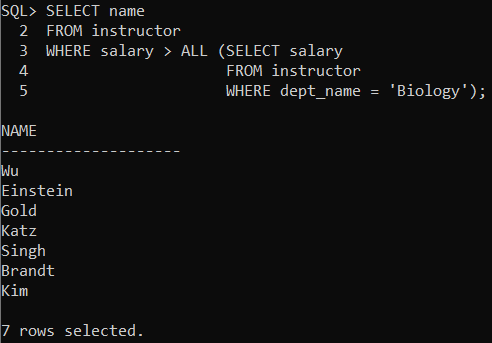 SQL> SELECT name
  2  FROM instructor
  3  WHERE salary > ALL (SELECT salary
  4                      FROM instructor
  5                      WHERE dept_name = 'Biology');

NAME
--------------------
Wu
Einstein
Gold
Katz
Singh
Brandt
Kim

7 rows selected.